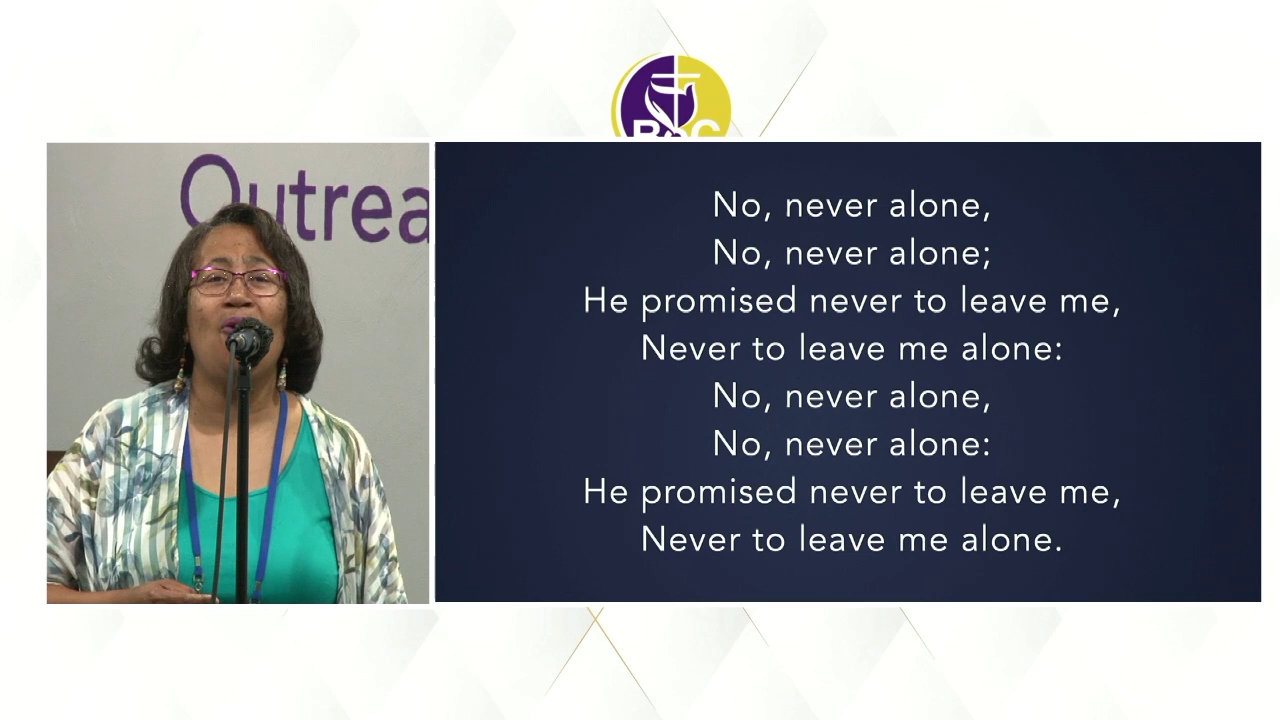 Outrea
No, never alone,
No, never alone;
He promised never to leave me,
Never to leave me alone:
No, never alone,
No, never alone:
He promised never to leave me,
Never to leave me alone.